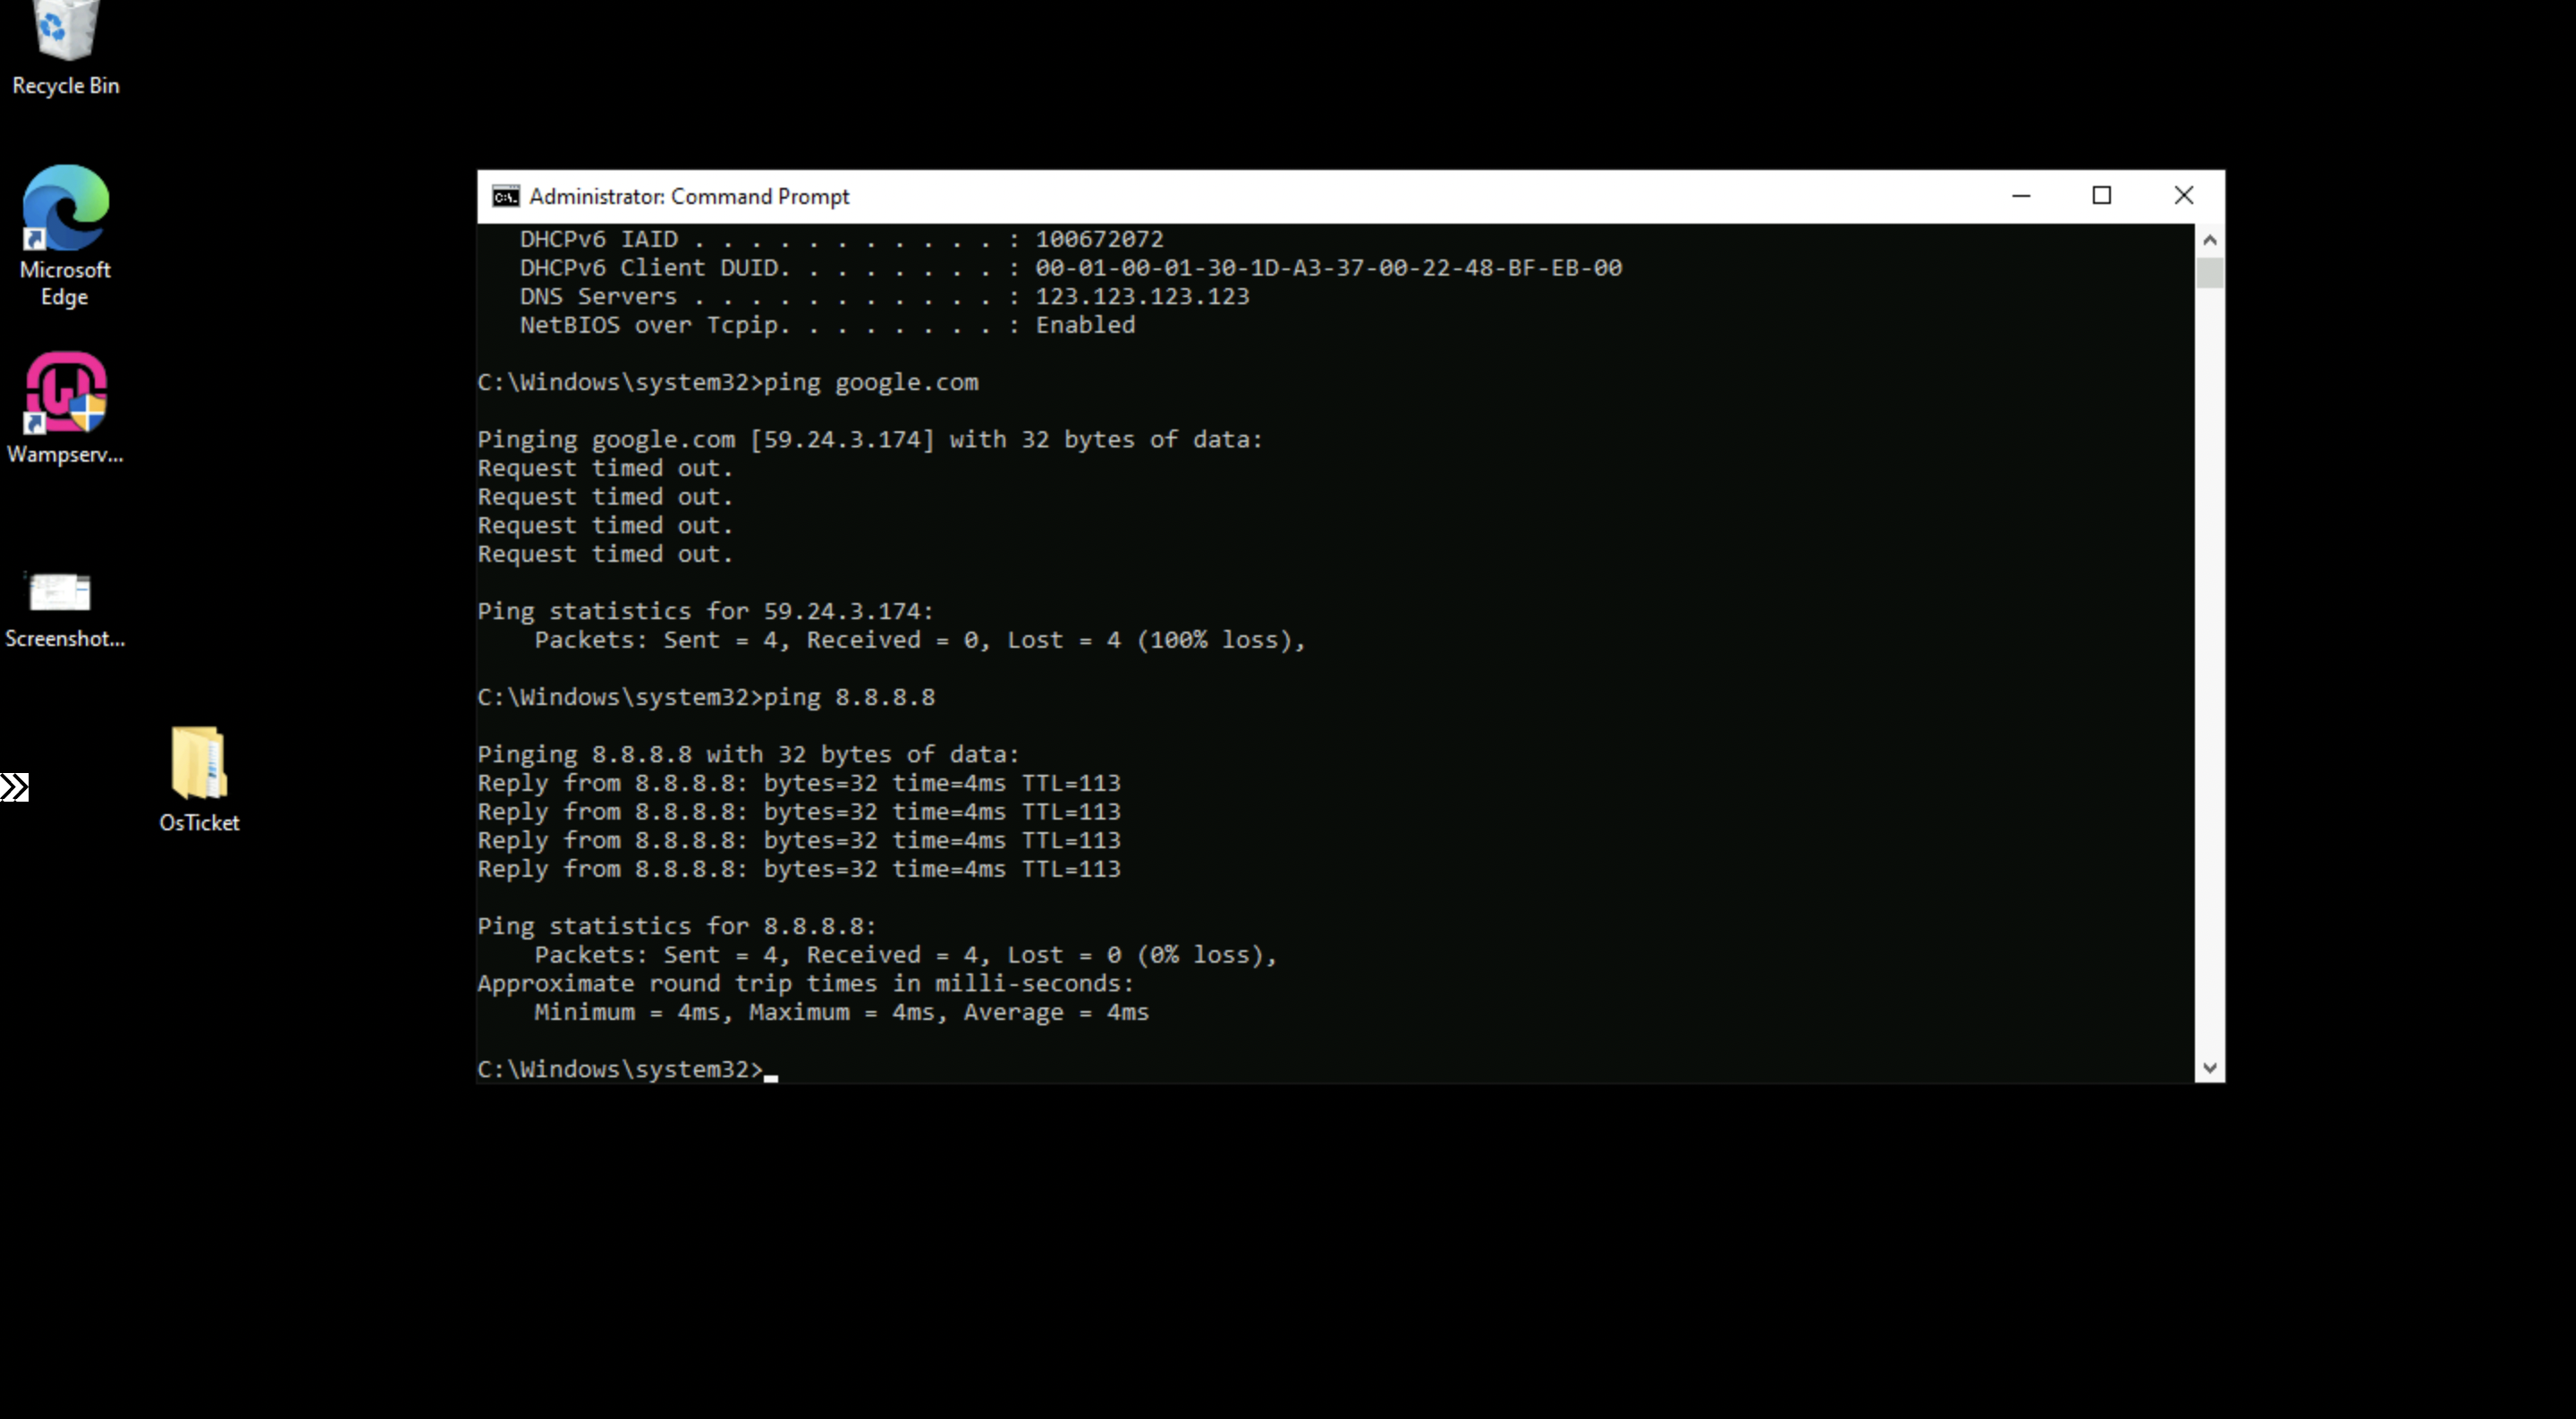 Recycle Bin
Microsoft
Edge
Wampserv...
Screenshot...
OsTicket
Administrator: Command Prompt
DHCPv6 IAID . . . . . . . . . . . : 100672072
DHCPv6 Client DUID. . . . . . . . : 00-01-00-01-30-1D-A3-37-00-22-48-BF-EB-00
DNS Servers . . . . . . . . . . . : 123.123.123.123
NetBIOS over Tcpip. . . . . . . . : Enabled
C:\Windows\system32>ping google.com
Pinging google.com [59.24.3.174] with 32 bytes of data:
Request timed out.
Request timed out.
Request timed out.
Request timed out.
Ping statistics for 59.24.3.174:
Packets: Sent = 4, Received = 0, Lost = 4 (100% loss),
C:\Windows\system32>ping 8.8.8.8
Pinging 8.8.8.8 with 32 bytes of data:
Reply from 8.8.8.8: bytes=32 time=4ms TTL=113
Reply from 8.8.8.8: bytes=32 time=4ms TTL=113
Reply from 8.8.8.8: bytes=32 time=4ms TTL=113
Reply from 8.8.8.8: bytes=32 time=4ms TTL=113
Ping statistics for 8.8.8.8:
Packets: Sent = 4, Received = 4, Lost = 0 (0% loss),
Approximate round trip times in milli-seconds:
Minimum = 4ms, Maximum = 4ms, Average = 4ms
C:\Windows\system32>